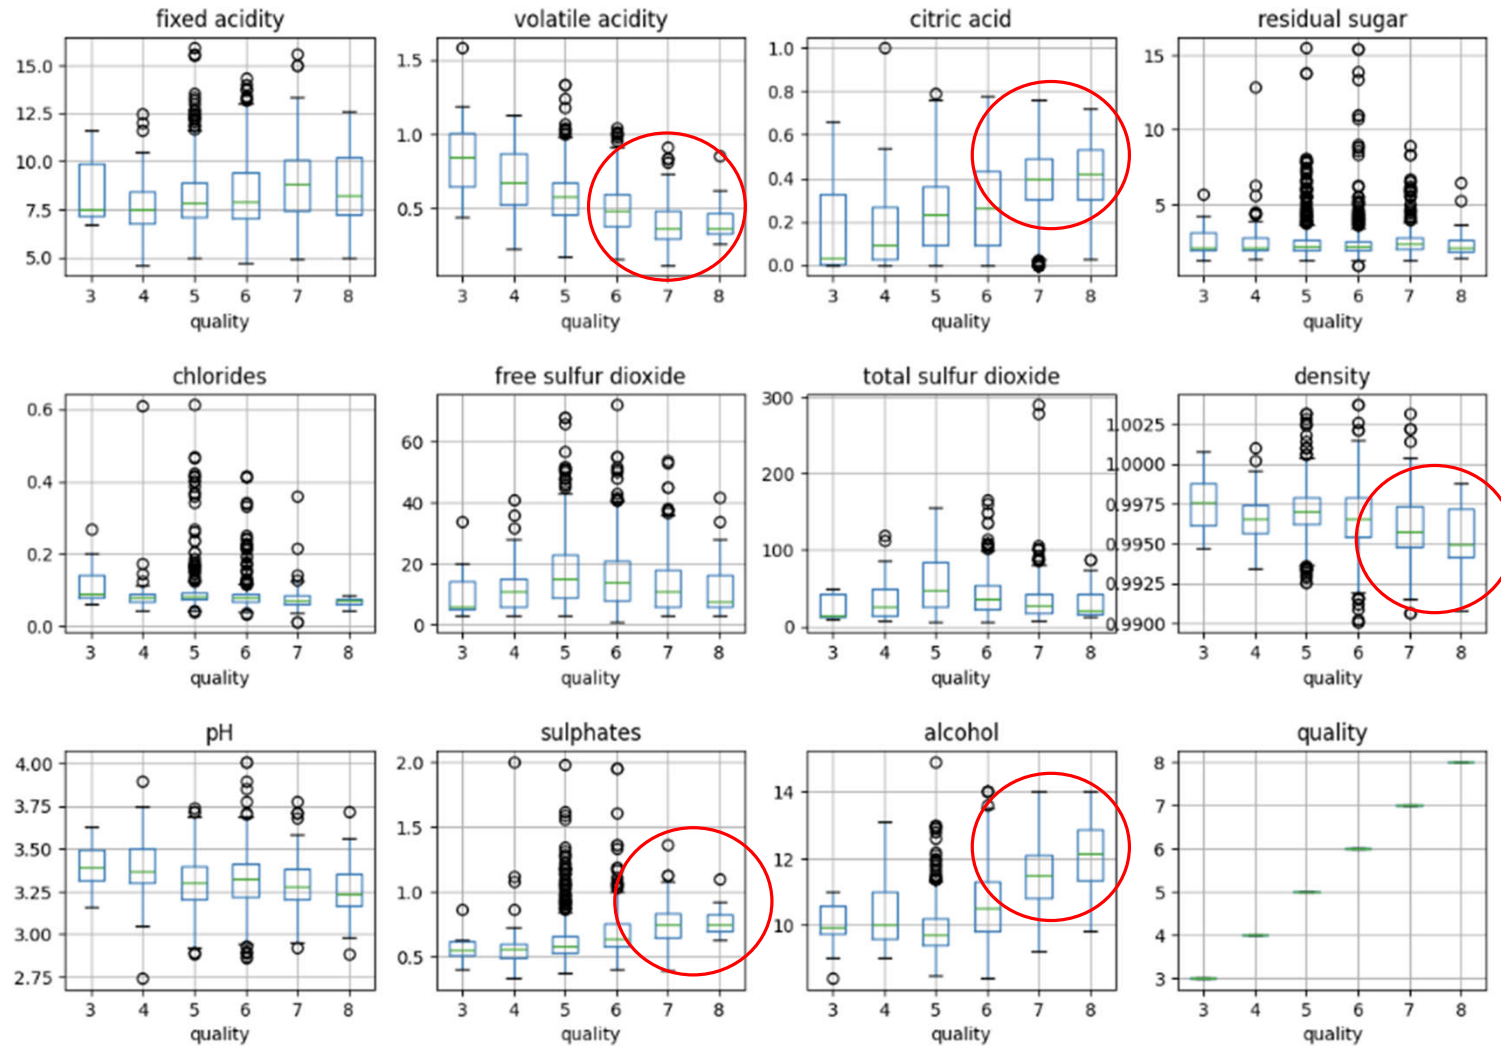 fixed acidity
15.0
12.5
10.0
7.5
5.0
3 4 5 6 7 8
quality
volatile acidity
1.5
1.0
0.5
3 4 5 6 7 8
quality
citric acid
1.0
0.8
0.6
0.4
0.2
0.0
3 4 5 6 7 8
quality
residual sugar
15
10
5
3 4 5 6 7 8
quality
chlorides
0.6
0.4
0.2
0.0
3 4 5 6 7 8
quality
free sulfur dioxide
60
40
20
0
3 4 5 6 7 8
quality
total sulfur dioxide
300
200
100
0
3 4 5 6 7 8
quality
density
1.0025
1.0000
0.9975
0.9950
0.9925
0.9900
3 4 5 6 7 8
quality
pH
4.00
3.75
3.50
3.25
3.00
2.75
3 4 5 6 7 8
quality
sulphates
2.0
1.5
1.0
0.5
3 4 5 6 7 8
quality
alcohol
14
12
10
3 4 5 6 7 8
quality
quality
8
7
6
5
4
3
3 4 5 6 7 8
quality